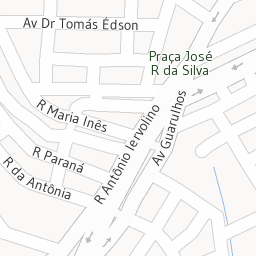 Av Dr Tomás Édson
Praça José
R da Silva
R Maria Inês
R Antônio Iervolino
Av Guarulhos
R Paraná
R da Antônia